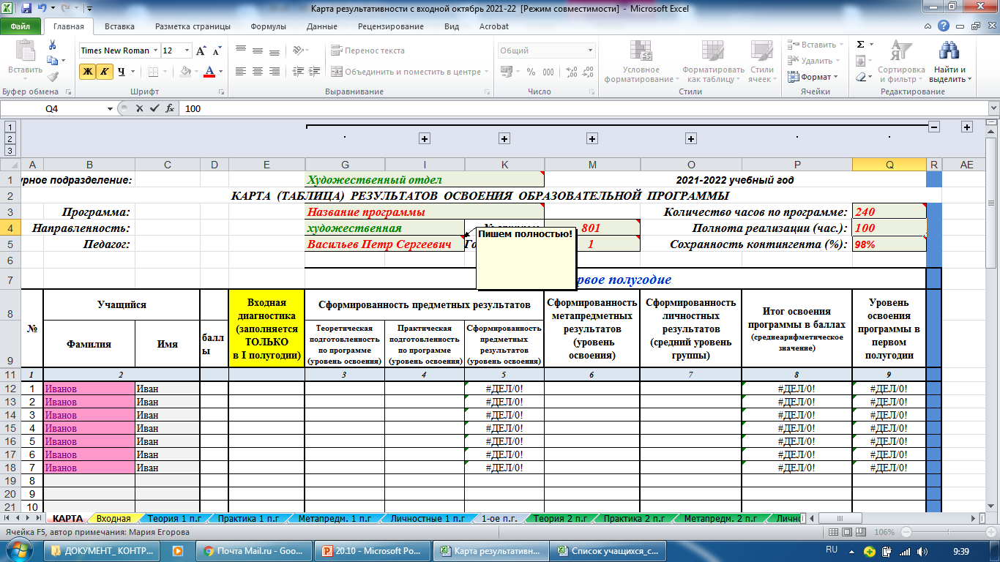 Карта результативности с входной октябрь 2021-22 [Режим совместимости] - Microsoft Excel
Файл Главная Вставка Разметка страницы Формулы Данные Рецензирование Вид Acrobat
Times New Roman 12 Перенос текста Общий Вставить Σ
Вставить Ж К Ч А Объединить и поместить в центре % 000 Условное форматирование Форматировать как таблицу Стили ячеек Удалить Формат Сортировка и фильтр Найти и выделить
Буфер обмена Шрифт Выравнивание Число Стили Ячейки Редактирование
Q4 fx 100
1
2
3
A B C D E G I K M O P Q R AE
1 урное подразделение: Художественный отдел 2021-2022 учебный год
2 КАРТА (ТАБЛИЦА) РЕЗУЛЬТАТОВ ОСВОЕНИЯ ОБРАЗОВАТЕЛЬНОЙ ПРОГРАММЫ
3 Программа: Название программы Количество часов по программе: 240
4 Направленность: художественная 801 Полнота реализации (час.): 100
Пишем полностью!
5 Педагог: Васильев Петр Сергеевич 1 Сохранность контингента (%): 98%
6
7 рвое полугодие
8 № Учащийся баллы Входная диагностика (заполняется ТОЛЬКО в I полугодии) Сформированность предметных результатов Сформированность метапредметных результатов (уровень освоения) Сформированность личностных результатов (средний уровень группы) Итог освоения программы в баллах (среднеарифметическое значение) Уровень освоения программы в первом полугодии
9 Фамилия Имя Теоретическая подготовленность по программе (уровень освоения) Практическая подготовленность по программе (уровень освоения) Сформированность предметных результатов (уровень освоения)
11 1 2 3 4 5 6 7 8 9
12 1 Иванов Иван #ДЕЛ/0! #ДЕЛ/0! #ДЕЛ/0!
13 2 Иванов Иван #ДЕЛ/0! #ДЕЛ/0! #ДЕЛ/0!
14 3 Иванов Иван #ДЕЛ/0! #ДЕЛ/0! #ДЕЛ/0!
15 4 Иванов Иван #ДЕЛ/0! #ДЕЛ/0! #ДЕЛ/0!
16 5 Иванов Иван #ДЕЛ/0! #ДЕЛ/0! #ДЕЛ/0!
17 6 Иванов Иван #ДЕЛ/0! #ДЕЛ/0! #ДЕЛ/0!
18 7 Иванов Иван #ДЕЛ/0! #ДЕЛ/0! #ДЕЛ/0!
19 8
20 9
21 10
КАРТА Входная Теория 1 п.г Практика 1 п.г Метапредм. 1 п.г Личностные 1 п.г 1-ое п.г. Теория 2 п.г Практика 2 п.г Метапредм. 2 п.г Личн
Ячейка F5, автор примечания: Мария Егорова 106%
ДОКУМЕНТ_ КОНТР... Почта Mail.ru - Goo... 20.10 - Microsoft Po... Карта результативн... Список учащихся_с... RU 9:39